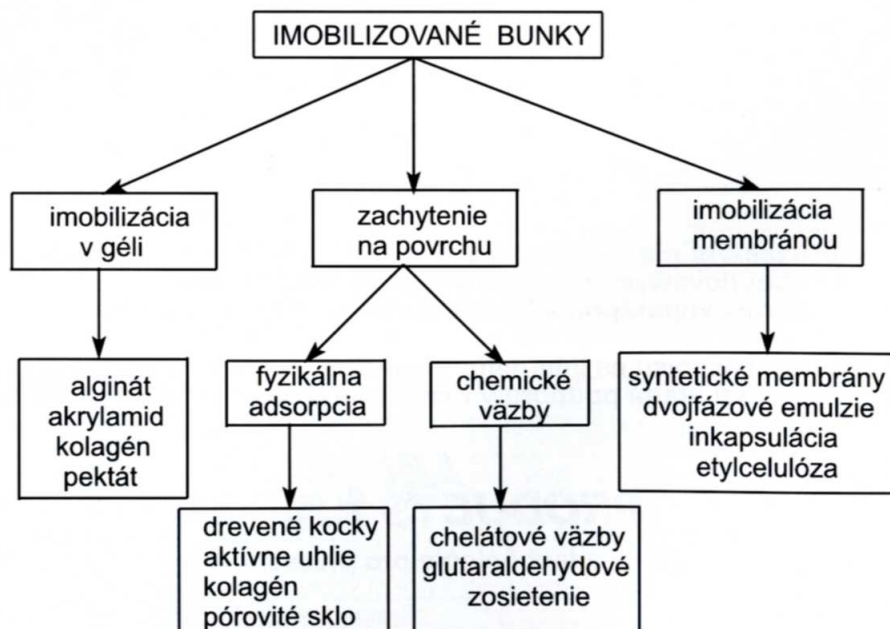 IMOBILIZOVANÉ BUNKY
imobilizácia
v géli
zachytenie
na povrchu
imobilizácia
membránou
alginát
akrylamid
kolagén
pektát
fyzikálna
adsorpcia
chemické
väzby
syntetické membrány
dvojfázové emulzie
inkapsulácia
etylcelulóza
drevené kocky
aktívne uhlie
kolagén
pórovité sklo
chelátové väzby
glutaraldehydové
zosietenie